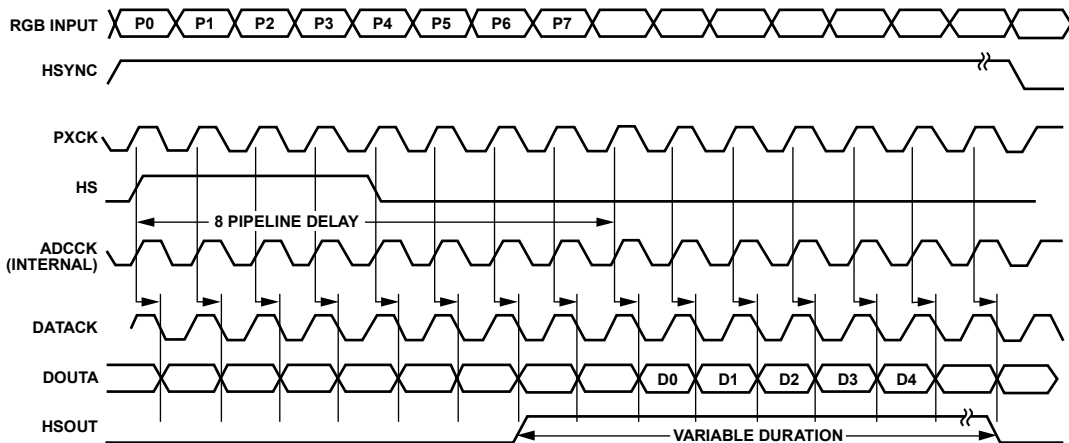 RGB INPUT P0 P1 P2 P3 P4 P5 P6 P7
HSYNC
PXCK
HS
8 PIPELINE DELAY
ADCCK
(INTERNAL)
DATACK
DOUTA D0 D1 D2 D3 D4
HSOUT VARIABLE DURATION